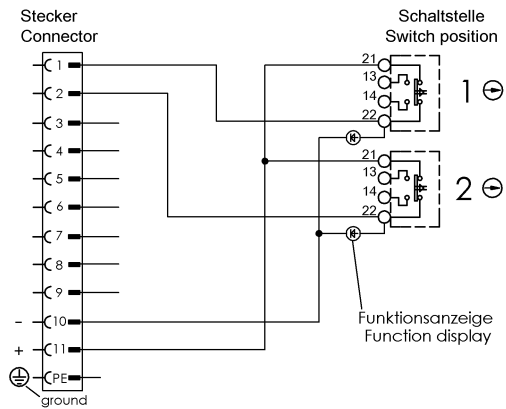 Stecker
Connector
Schaltstelle
Switch position
1
2
3
4
5
6
7
8
9
- 10
+ 11
PE
ground
21
13
14
22
1
21
13
14
22
2
Funktionsanzeige
Function display